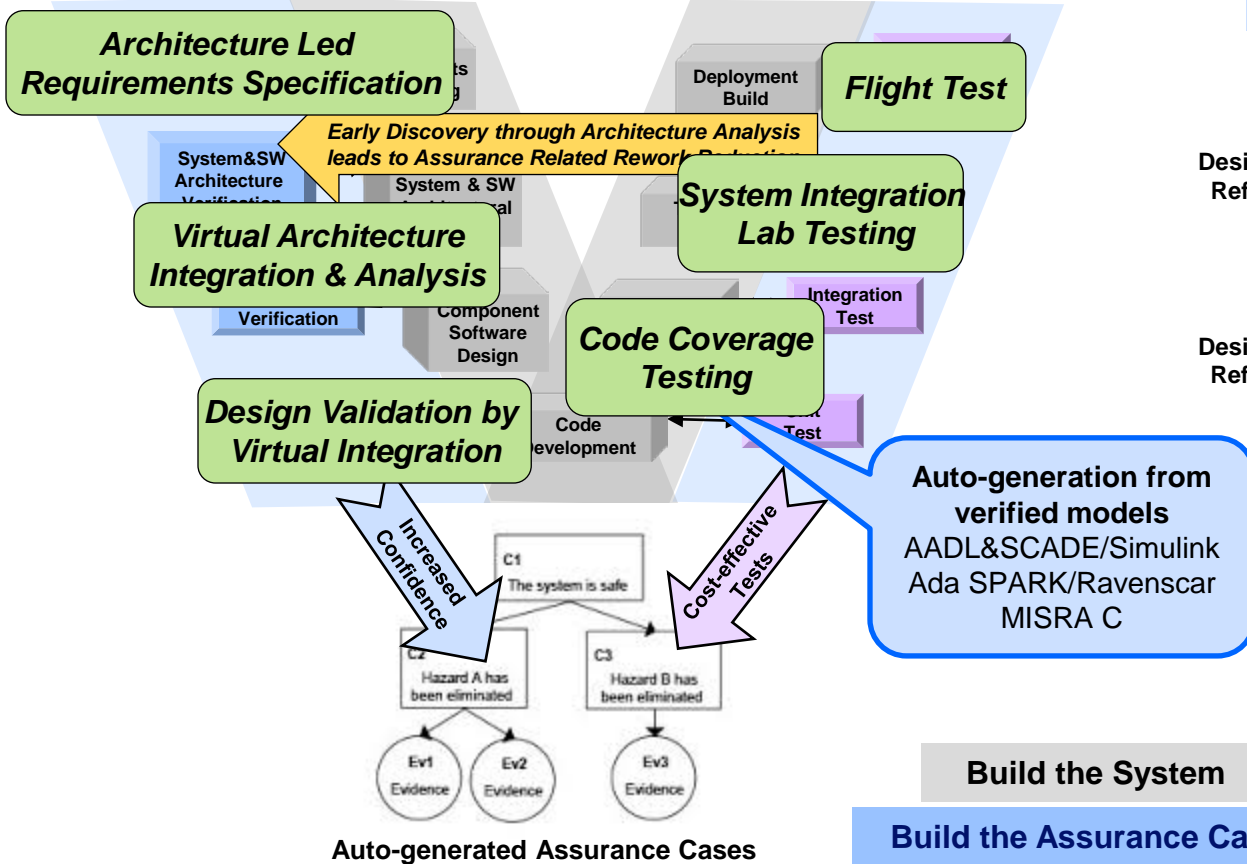 Architecture Led
Requirements Specification
Deployment
Build
Flight Test
Early Discovery through Architecture Analysis
leads to Assurance Related Rework
System&SW
Architecture
Verification
System & SW
System Integration
Lab Testing
Virtual Architecture
Integration & Analysis
Verification
Component
Software
Design
Integration
Test
Code Coverage
Testing
Design Validation by
Virtual Integration
Code
Development
Test
Auto-generation from
verified models
AADL&SCADE/Simulink
Ada SPARK/Ravenscar
MISRA C
Increased
Confidence
Cost-effective
Tests
C1
The system is safe
C2
Hazard A has
been eliminated
C3
Hazard B has
been eliminated
Ev1
Evidence
Ev2
Evidence
Ev3
Evidence
Auto-generated Assurance Cases
Build the System
Build the Assurance